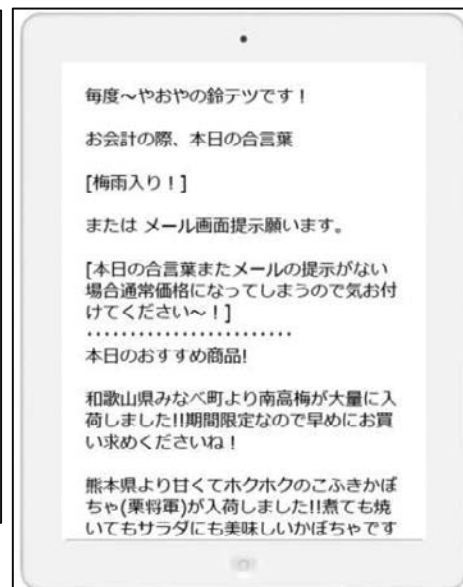 毎度～やおやの鈴テツです！
お会計の際、本日の合言葉
[梅雨入り！]
または メール画面提示願います。
[本日の合言葉またメールの提示がない
場合通常価格になってしまうので気お付
けてください～！]
························
本日のおすすめ商品!
和歌山県みなべ町より南高梅が大量に入
荷しました!!期間限定なので早めにお買
い求めくださいね！
熊本県より甘くてホクホクのこふきかぼ
ちゃ(栗将軍)が入荷しました!!煮ても焼
いてもサラダにも美味しいかぼちゃです